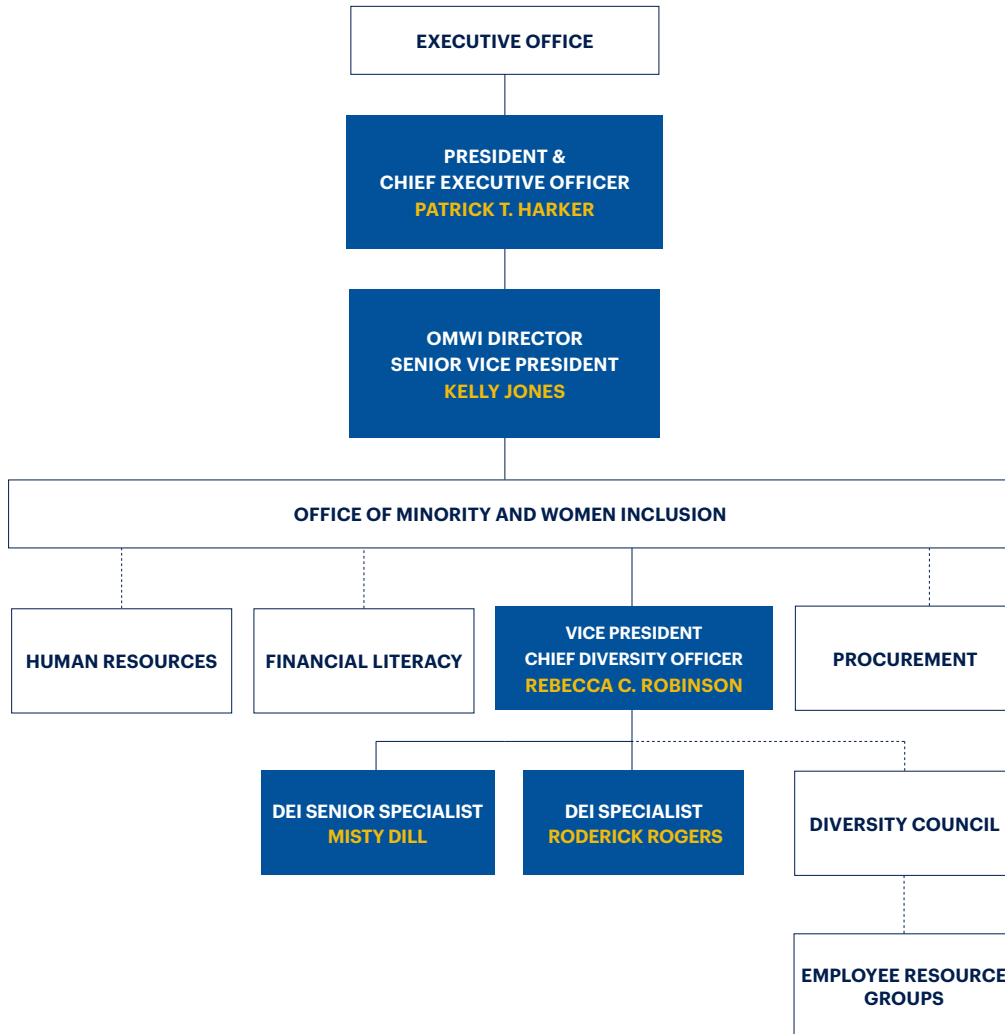 EXECUTIVE OFFICE
PRESIDENT &
CHIEF EXECUTIVE OFFICER
PATRICK T. HARKER
OMWI DIRECTOR
SENIOR VICE PRESIDENT
KELLY JONES
OFFICE OF MINORITY AND WOMEN INCLUSION
HUMAN RESOURCES
FINANCIAL LITERACY
VICE PRESIDENT
CHIEF DIVERSITY OFFICER
REBECCA C. ROBINSON
PROCUREMENT
DEI SENIOR SPECIALIST
MISTY DILL
DEI SPECIALIST
RODERICK ROGERS
DIVERSITY COUNCIL
EMPLOYEE RESOURCE
GROUPS